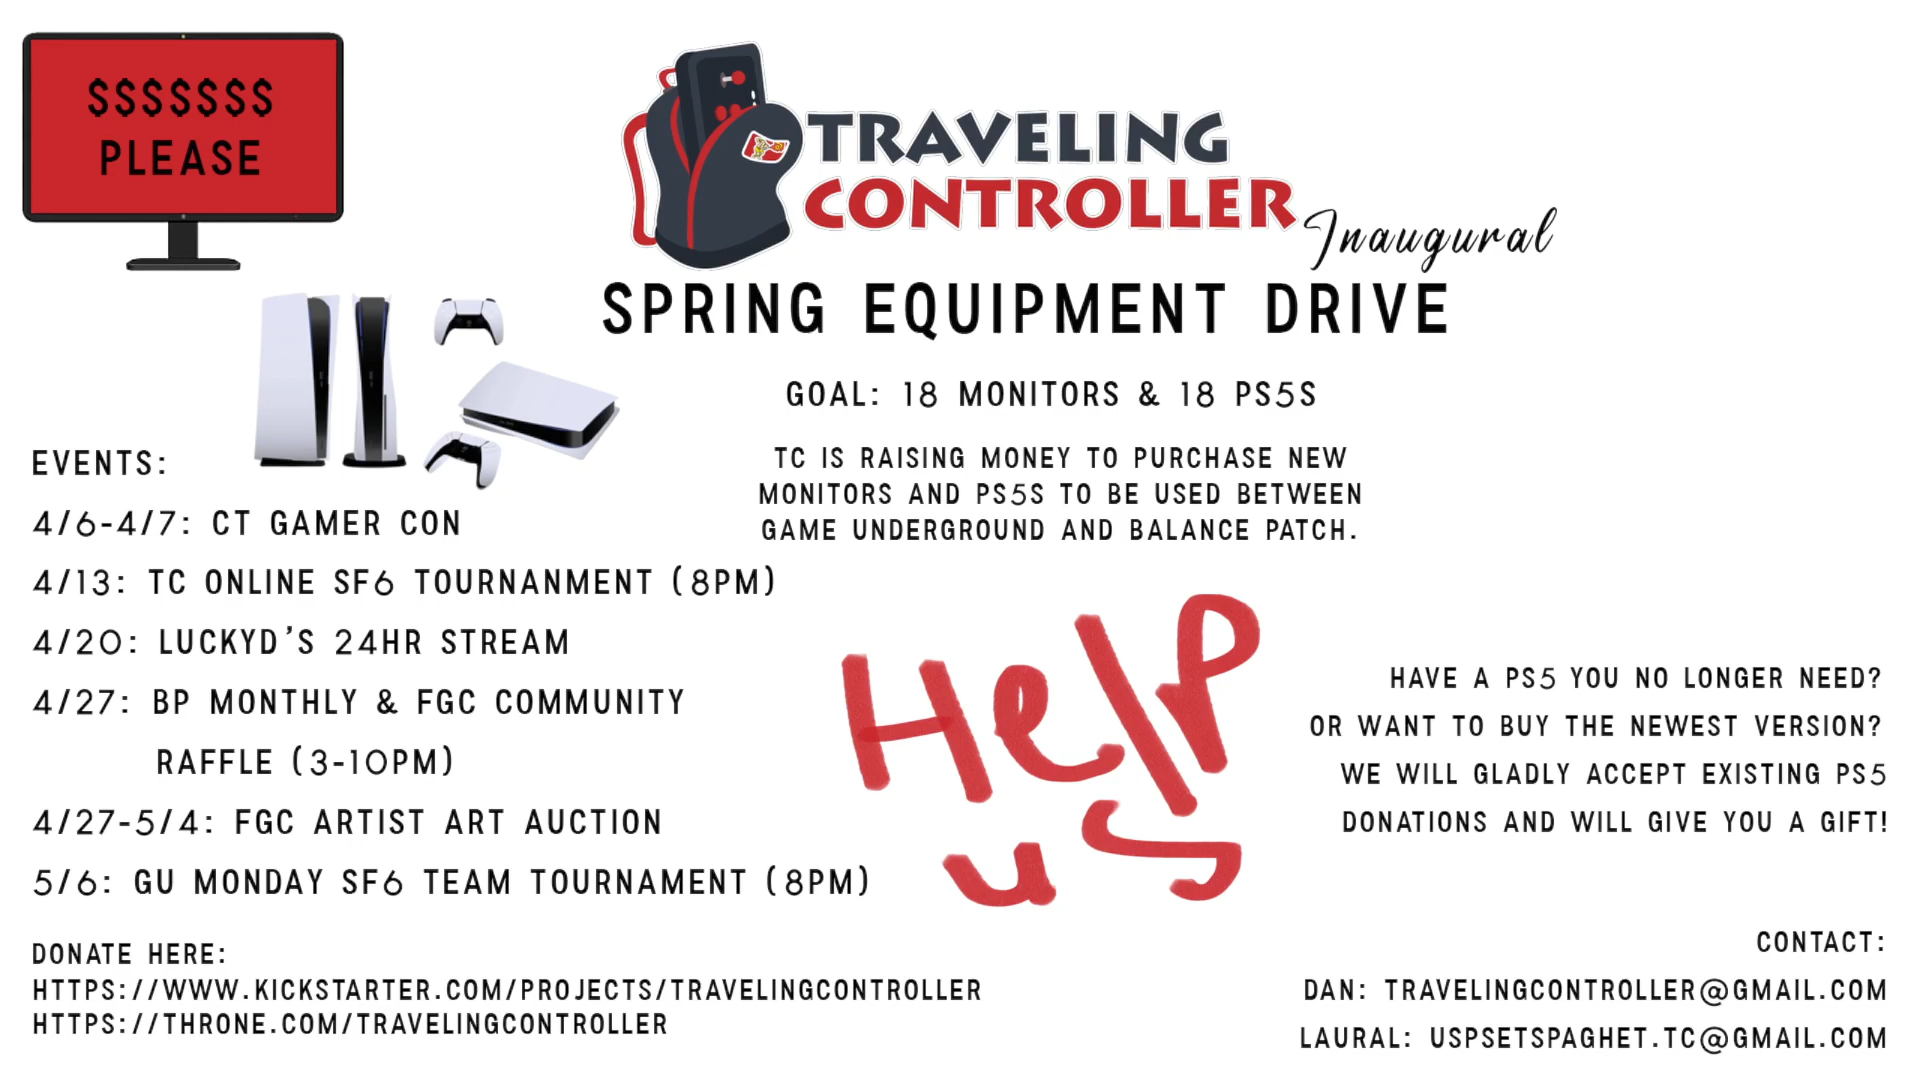 $$$$$$$
PLEASE
TRAVELING
CONTROLLER
Inaugural
SPRING EQUIPMENT DRIVE
GOAL: 18 MONITORS & 18 PS5S
TC IS RAISING MONEY TO PURCHASE NEW
MONITORS AND PS5S TO BE USED BETWEEN
GAME UNDERGROUND AND BALANCE PATCH.
EVENTS:
4/6-4/7: CT GAMER CON
4/13: TC ONLINE SF6 TOURNANMENT (8PM)
4/20: LUCKYD'S 24HR STREAM
4/27: BP MONTHLY & FGC COMMUNITY
RAFFLE (3-10PM)
4/27-5/4: FGC ARTIST ART AUCTION
5/6: GU MONDAY SF6 TEAM TOURNAMENT (8PM)
Help
us
HAVE A PS5 YOU NO LONGER NEED?
OR WANT TO BUY THE NEWEST VERSION?
WE WILL GLADLY ACCEPT EXISTING PS5
DONATIONS AND WILL GIVE YOU A GIFT!
DONATE HERE:
HTTPS://WWW.KICKSTARTER.COM/PROJECTS/TRAVELINGCONTROLLER
HTTPS://THRONE.COM/TRAVELINGCONTROLLER
CONTACT:
DAN: TRAVELINGCONTROLLER@GMAIL.COM
LAURAL: USPSETSPAGHET.TC@GMAIL.COM